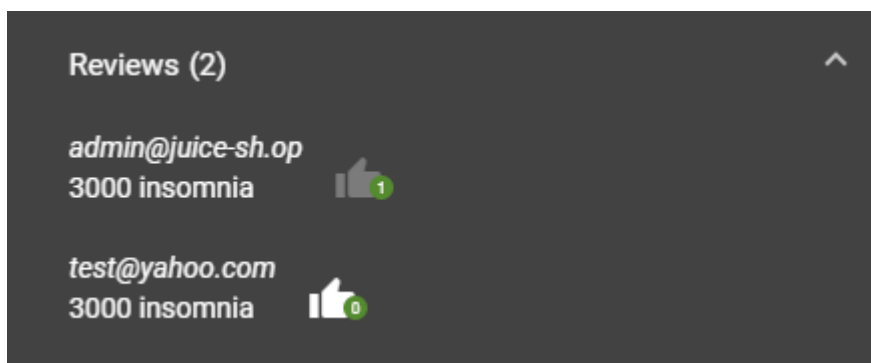 Reviews (2)
admin@juice-sh.op
3000 insomnia
1
test@yahoo.com
3000 insomnia
0